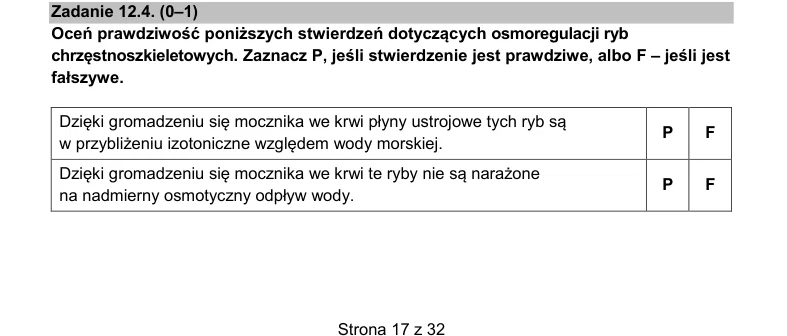 Zadanie 12.4. (0–1)
Oceń prawdziwość poniższych stwierdzeń dotyczących osmoregulacji ryb
chrzęstnoszkieletowych. Zaznacz P, jeśli stwierdzenie jest prawdziwe, albo F – jeśli jest
fałszywe.
Dzięki gromadzeniu się mocznika we krwi płyny ustrojowe tych ryb są
w przybliżeniu izotoniczne względem wody morskiej.
P F
Dzięki gromadzeniu się mocznika we krwi te ryby nie są narażone
na nadmierny osmotyczny odpływ wody.
P F
Strona 17 z 32